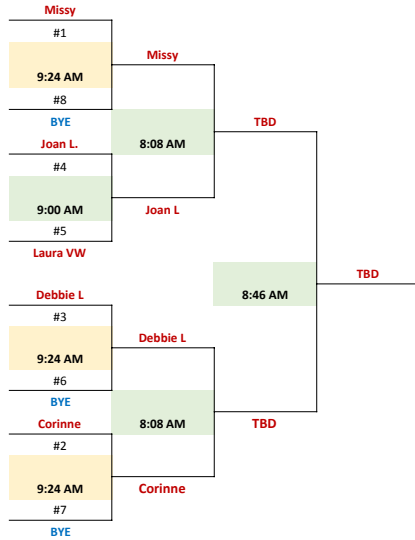 Missy
#1
Missy
9:24 AM
#8
BYE
TBD
8:08 AM
Joan L.
#4
9:00 AM
Joan L
#5
Laura VW
TBD
8:46 AM
Debbie L
#3
Debbie L
9:24 AM
#6
BYE
TBD
8:08 AM
Corinne
#2
9:24 AM
Corinne
#7
BYE